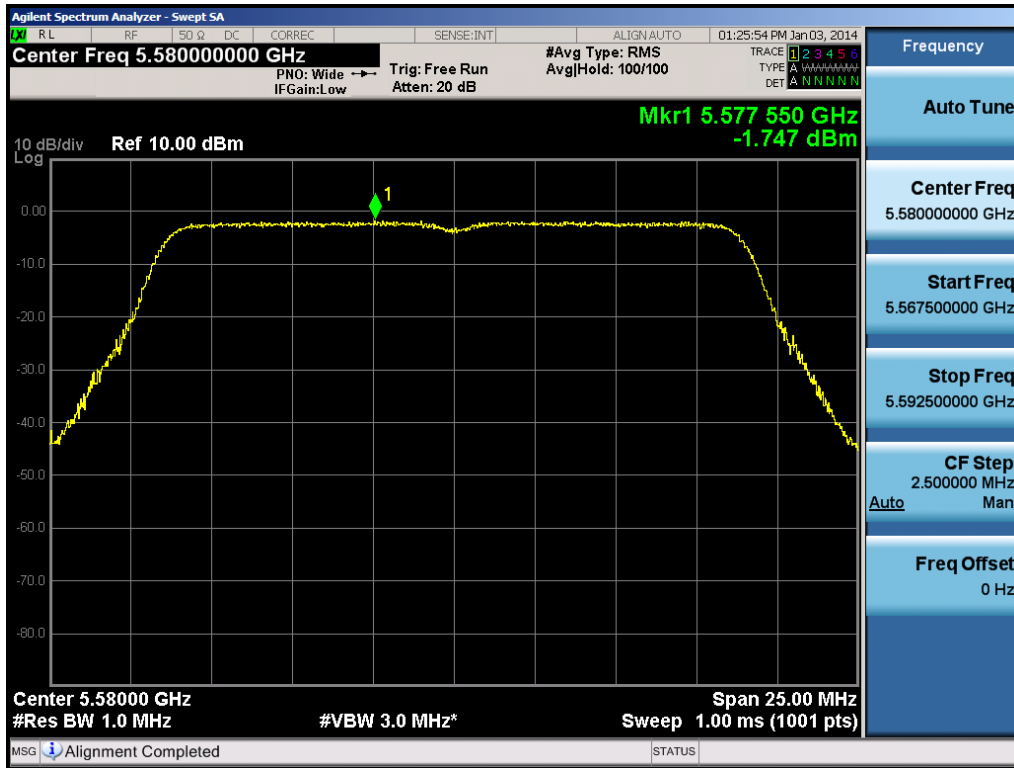 Agilent Spectrum Analyzer - Swept SA
LXI RL RF 50 Ω DC CORREC SENSE:INT ALIGN AUTO 01:25:54 PM Jan 03, 2014
Center Freq 5.580000000 GHz
PNO: Wide
IFGain:Low
Trig: Free Run
Atten: 20 dB
#Avg Type: RMS
Avg|Hold: 100/100
TRACE 1 2 3 4 5 6
TYPE A WWWWW
DET A N N N N N
Mkr1 5.577 550 GHz
-1.747 dBm
10 dB/div Ref 10.00 dBm
Log
1
0.00
-10.0
-20.0
-30.0
-40.0
-50.0
-60.0
-70.0
-80.0
Center 5.58000 GHz Span 25.00 MHz
#Res BW 1.0 MHz #VBW 3.0 MHz* Sweep 1.00 ms (1001 pts)
MSG Alignment Completed STATUS
Frequency
Auto Tune
Center Freq
5.580000000 GHz
Start Freq
5.567500000 GHz
Stop Freq
5.592500000 GHz
CF Step
2.500000 MHz
Auto Man
Freq Offset
0 Hz